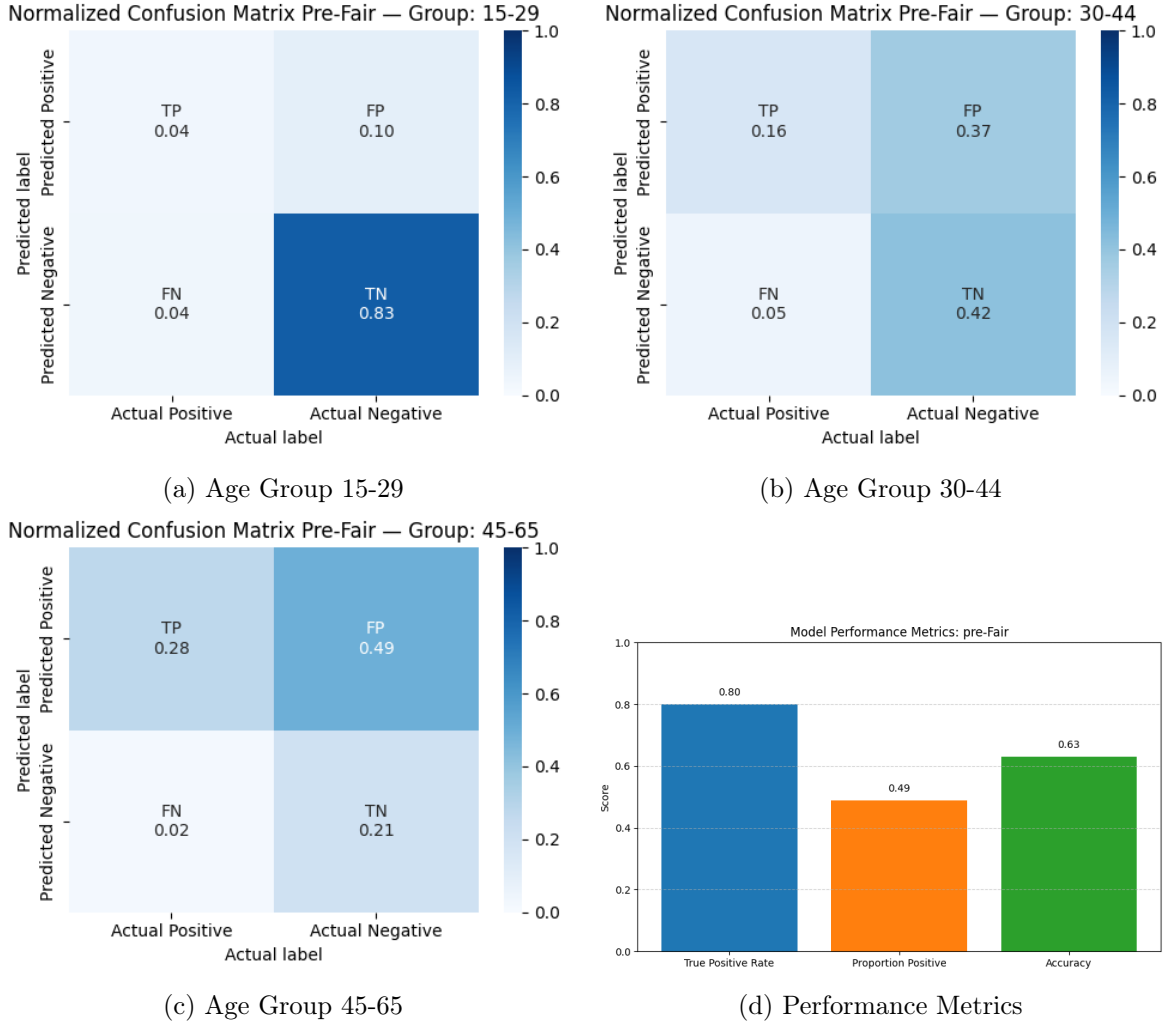 Normalized Confusion Matrix Pre-Fair — Group: 15-29
Predicted label
Predicted Positive
Predicted Negative
TP
0.04
FP
0.10
FN
0.04
TN
0.83
Actual Positive
Actual Negative
Actual label
1.0
0.8
0.6
0.4
0.2
0.0
(a) Age Group 15-29
Normalized Confusion Matrix Pre-Fair — Group: 30-44
Predicted label
Predicted Positive
Predicted Negative
TP
0.16
FP
0.37
FN
0.05
TN
0.42
Actual Positive
Actual Negative
Actual label
1.0
0.8
0.6
0.4
0.2
0.0
(b) Age Group 30-44
Normalized Confusion Matrix Pre-Fair — Group: 45-65
Predicted label
Predicted Positive
Predicted Negative
TP
0.28
FP
0.49
FN
0.02
TN
0.21
Actual Positive
Actual Negative
Actual label
1.0
0.8
0.6
0.4
0.2
0.0
(c) Age Group 45-65
Model Performance Metrics: pre-Fair
Score
1.0
0.8
0.6
0.4
0.2
0.0
0.80
0.49
0.63
True Positive Rate
Proportion Positive
Accuracy
(d) Performance Metrics